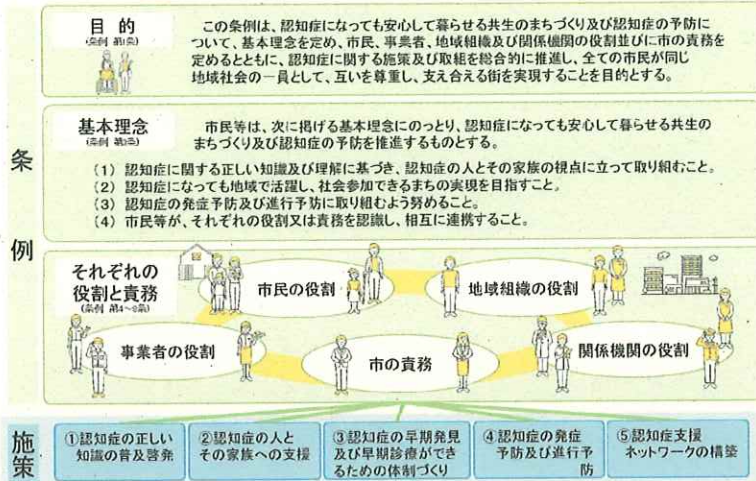 目的
(条例 第1条)
この条例は、認知症になっても安心して暮らせる共生のまちづくり及び認知症の予防に
ついて、基本理念を定め、市民、事業者、地域組織及び関係機関の役割並びに市の責務を
定めるとともに、認知症に関する施策及び取組を総合的に推進し、全ての市民が同じ
地域社会の一員として、互いを尊重し、支え合える街を実現することを目的とする。
基本理念
(条例 第3条)
市民等は、次に掲げる基本理念にのっとり、認知症になっても安心して暮らせる共生の
まちづくり及び認知症の予防を推進するものとする。
(1) 認知症に関する正しい知識及び理解に基づき、認知症の人とその家族の視点に立って取り組むこと。
(2) 認知症になっても地域で活躍し、社会参加できるまちの実現を目指すこと。
(3) 認知症の発症予防及び進行予防に取り組むよう努めること。
(4) 市民等が、それぞれの役割又は責務を認識し、相互に連携すること。
条例
それぞれの
役割と責務
(条例 第4~8条)
市民の役割
地域組織の役割
事業者の役割
市の責務
関係機関の役割
施策
①認知症の正しい
知識の普及啓発
②認知症の人と
その家族への支援
③認知症の早期発見
及び早期診療がで
きるための体制づくり
④認知症の発症
予防及び進行予
防
⑤認知症支援
ネットワークの構築